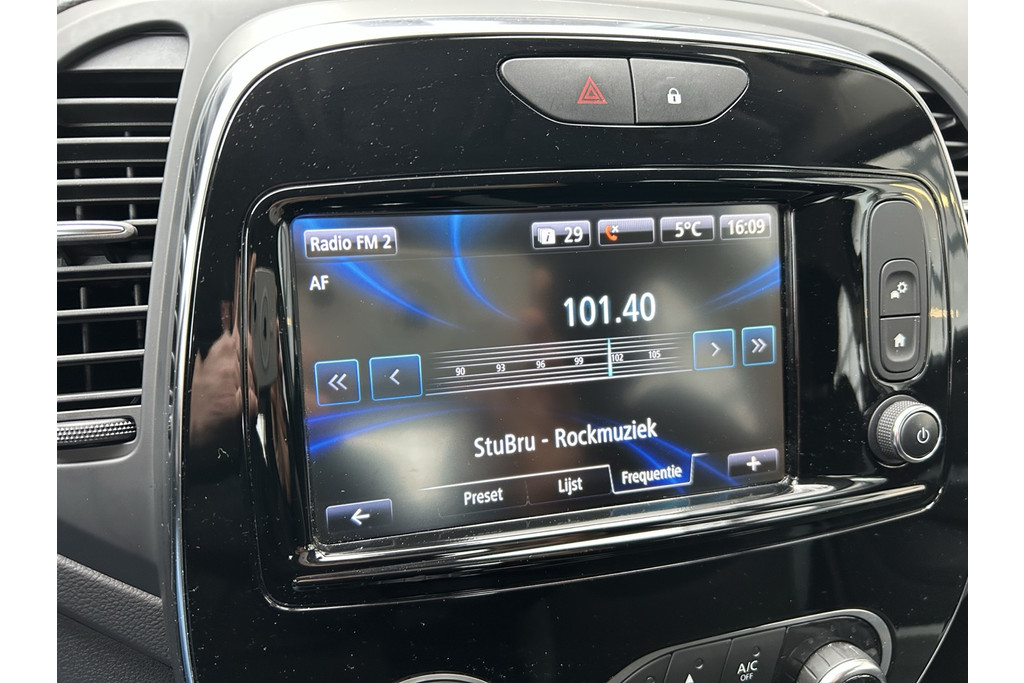 Radio FM 2
29
5°C
16:09
AF
101.40
90 93 96 99 102 105
StuBru - Rockmuziek
Preset
Lijst
Frequentie
A/C
OFF